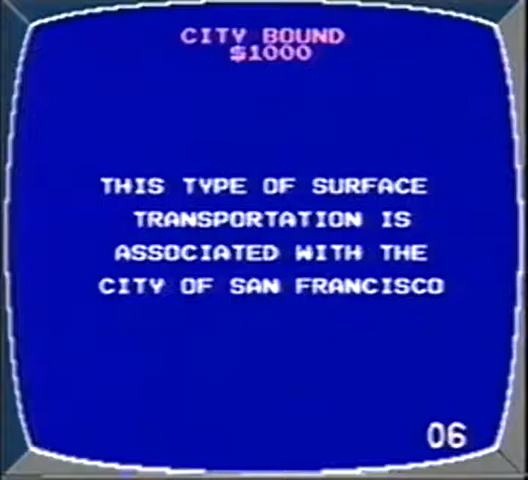 CITY BOUND
$1000
THIS TYPE OF SURFACE
TRANSPORTATION IS
ASSOCIATED WITH THE
CITY OF SAN FRANCISCO
06